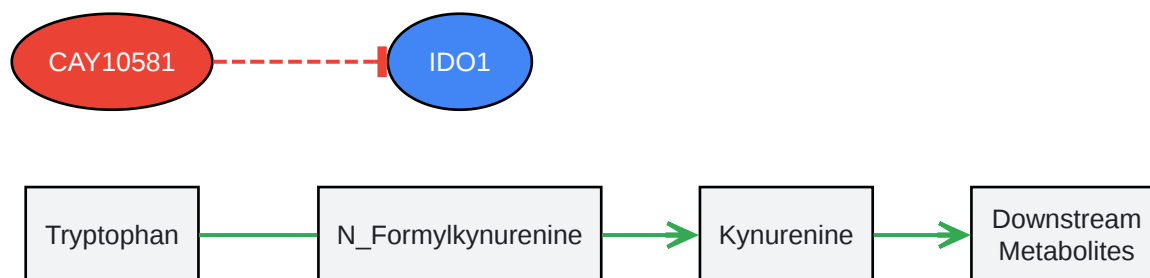 CAY10581
IDO1
Tryptophan
N_Formylkynurenine
Kynurenine
Downstream
Metabolites